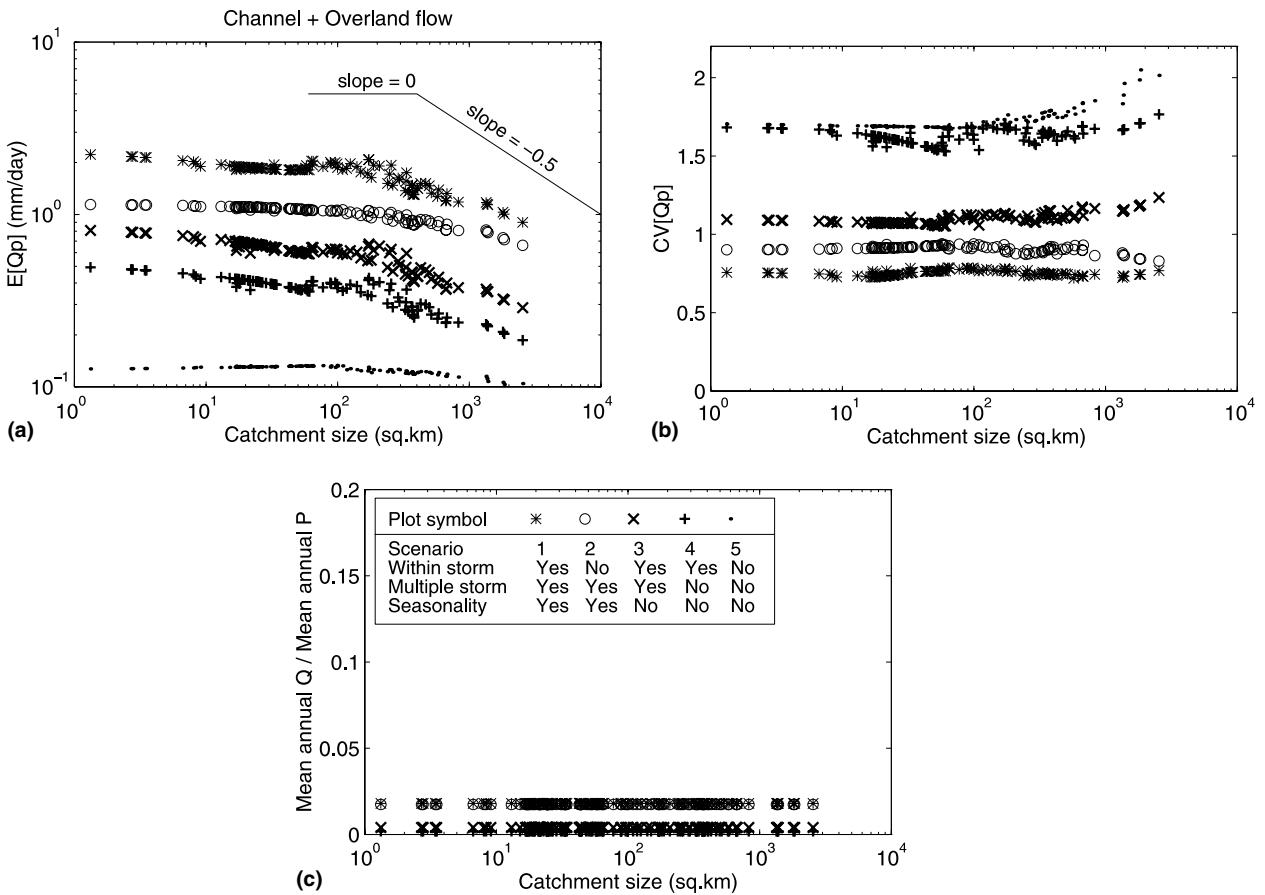 Channel + Overland flow
10^1
10^0
10^-1
E[Qp] (mm/day)
slope = 0
slope = -0.5
10^0 10^1 10^2 10^3 10^4
Catchment size (sq.km)
(a)
2
1.5
1
0.5
0
CV[Qp]
10^0 10^1 10^2 10^3 10^4
Catchment size (sq.km)
(b)
0.2
0.15
0.1
0.05
0
Mean annual Q / Mean annual P
Plot symbol
Scenario 1 2 3 4 5
Within storm Yes No Yes Yes No
Multiple storm Yes Yes Yes No No
Seasonality Yes Yes No No No
10^0 10^1 10^2 10^3 10^4
Catchment size (sq.km)
(c)